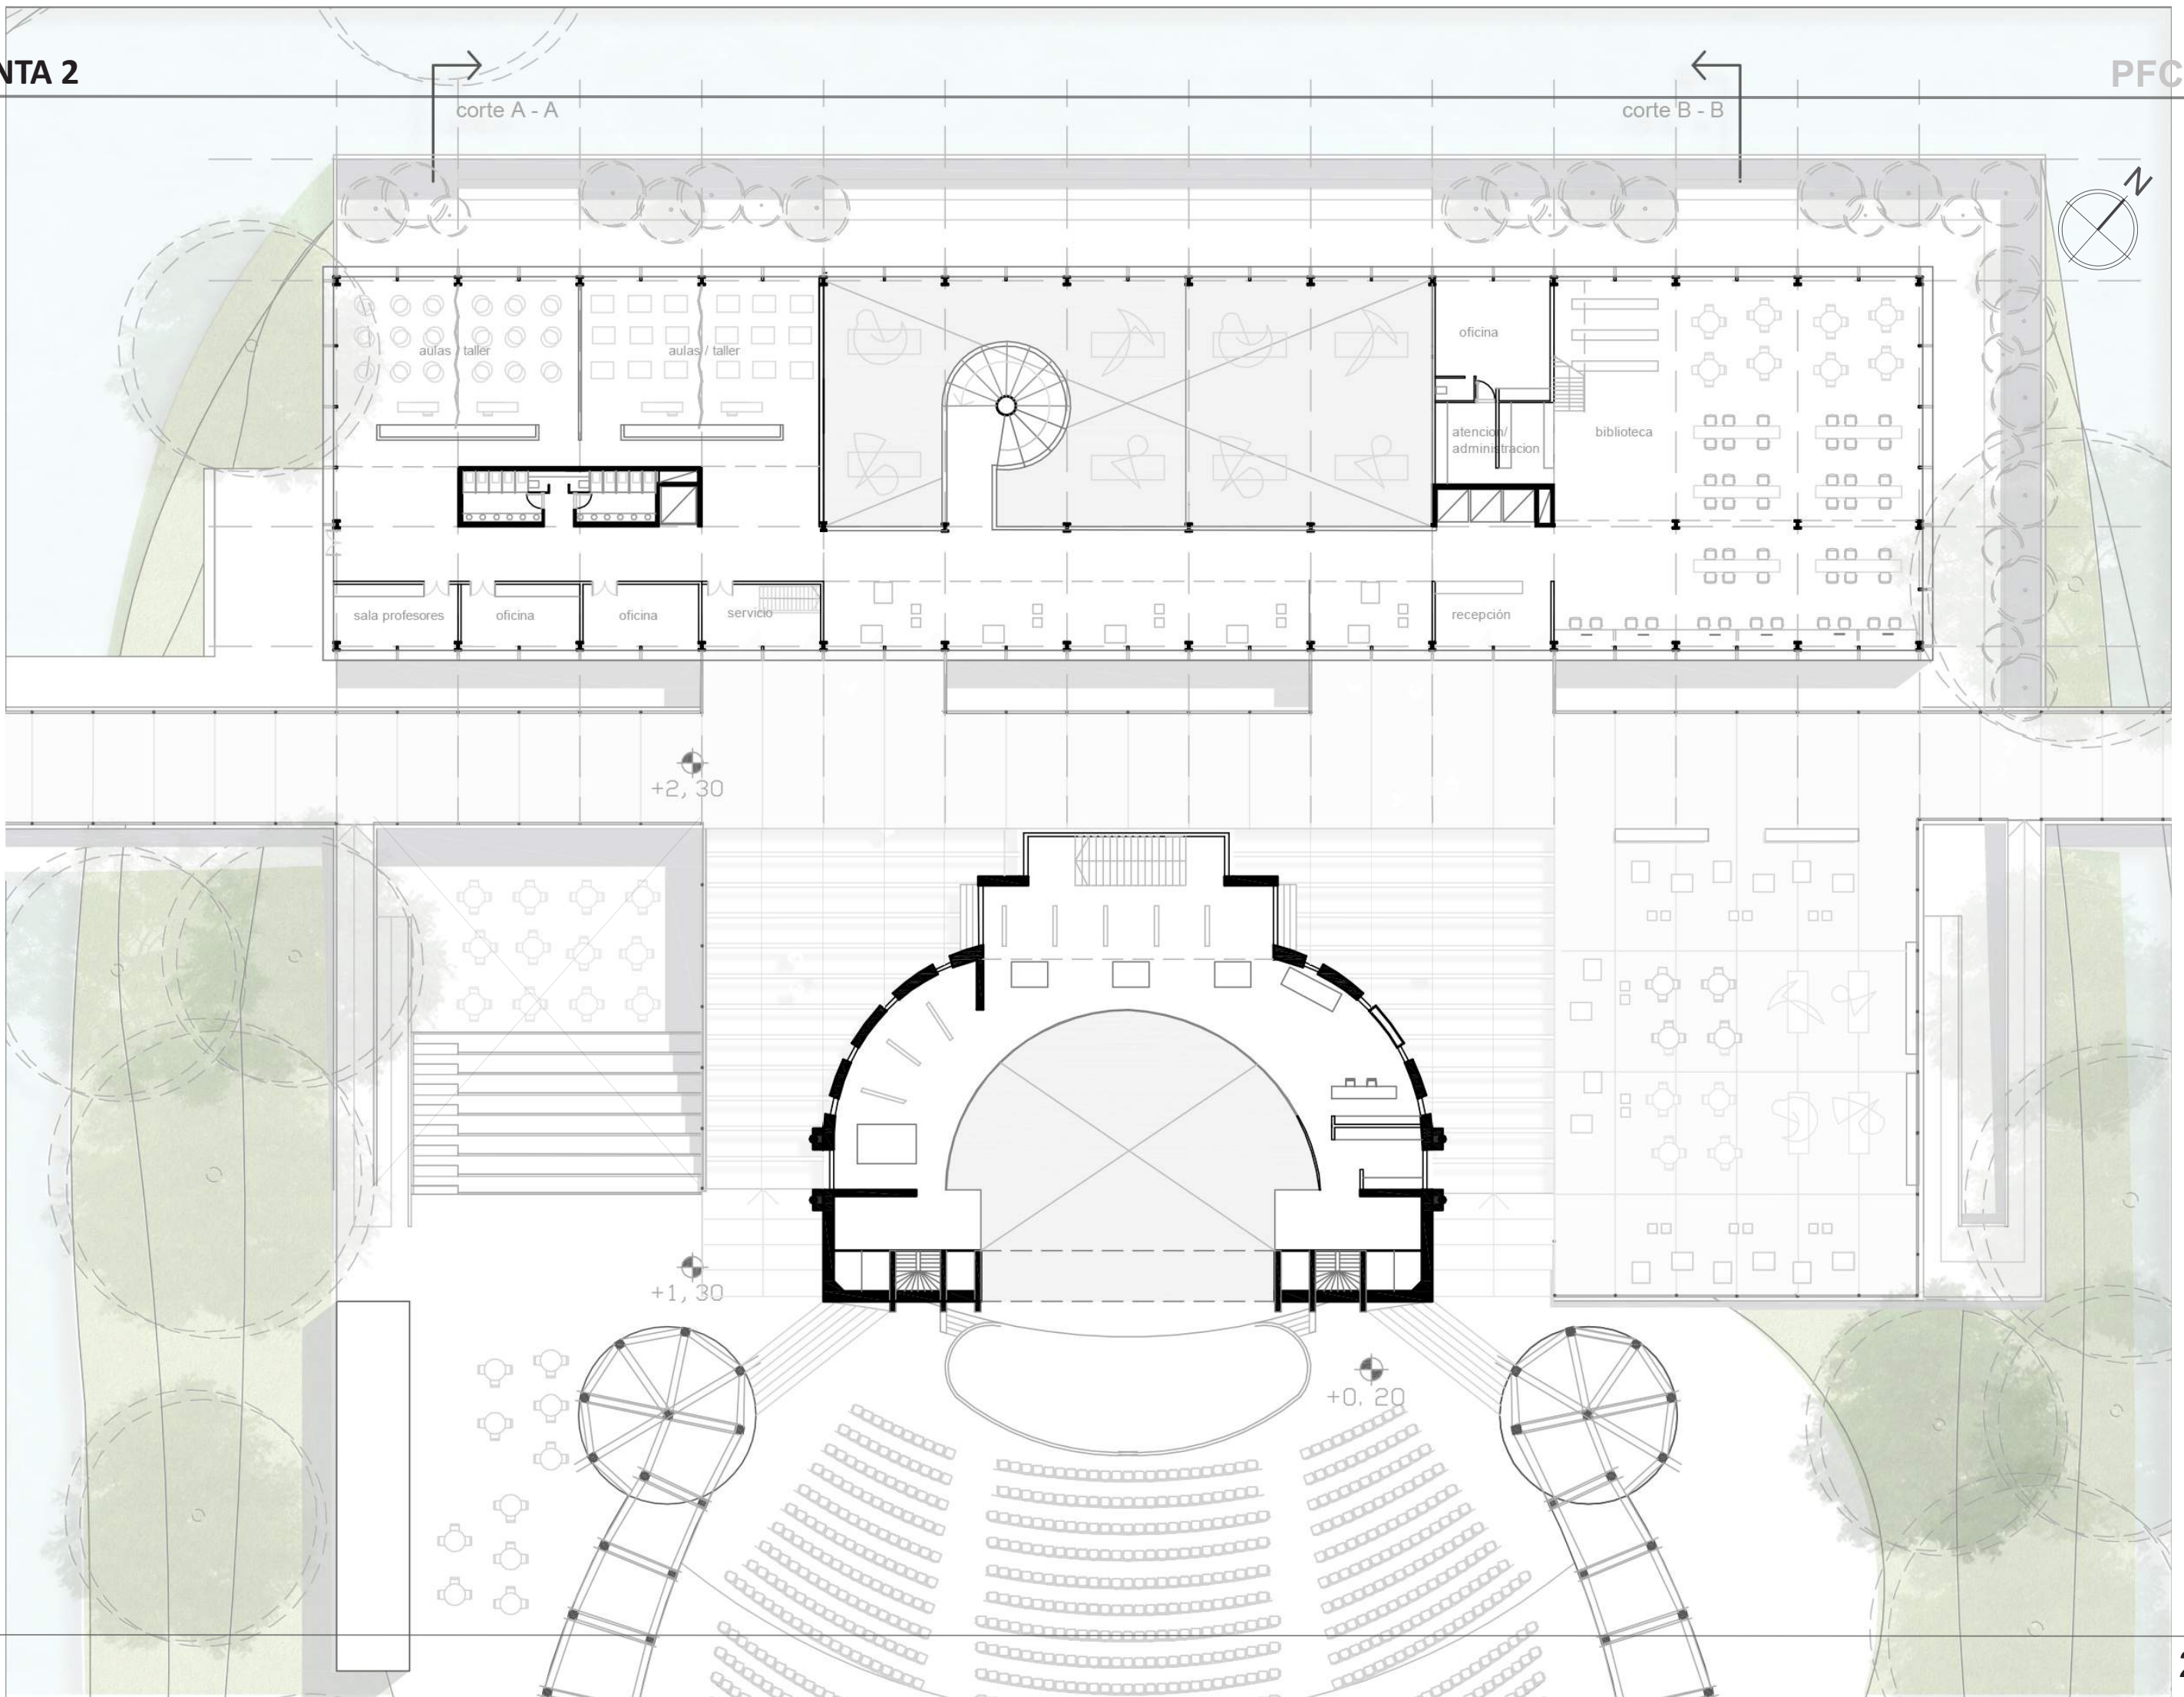 NTA 2
PFC
corte A - A
corte B - B
N
oficina
aulas / taller
aulas / taller
atencion/
administracion
biblioteca
sala profesores
oficina
oficina
servicio
recepción
+2,30
+1,30
+0,20
2